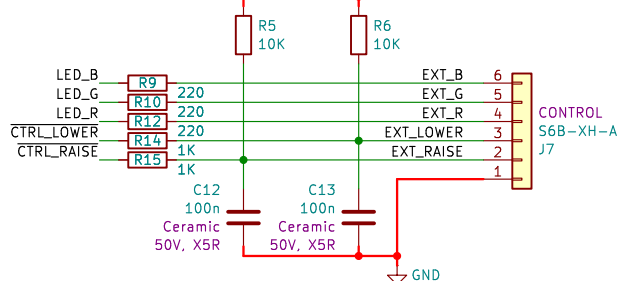 R5
10K
R6
10K
LED_B
R9
EXT_B
6
LED_G
220
R10
EXT_G
5
CONTROL
LED_R
R12
EXT_R
4
S6B-XH-A
CTRL_LOWER
220
R14
EXT_LOWER
3
J7
CTRL_RAISE
1K
R15
EXT_RAISE
2
1K
1
C12
100n
Ceramic
50V, X5R
C13
100n
Ceramic
50V, X5R
GND